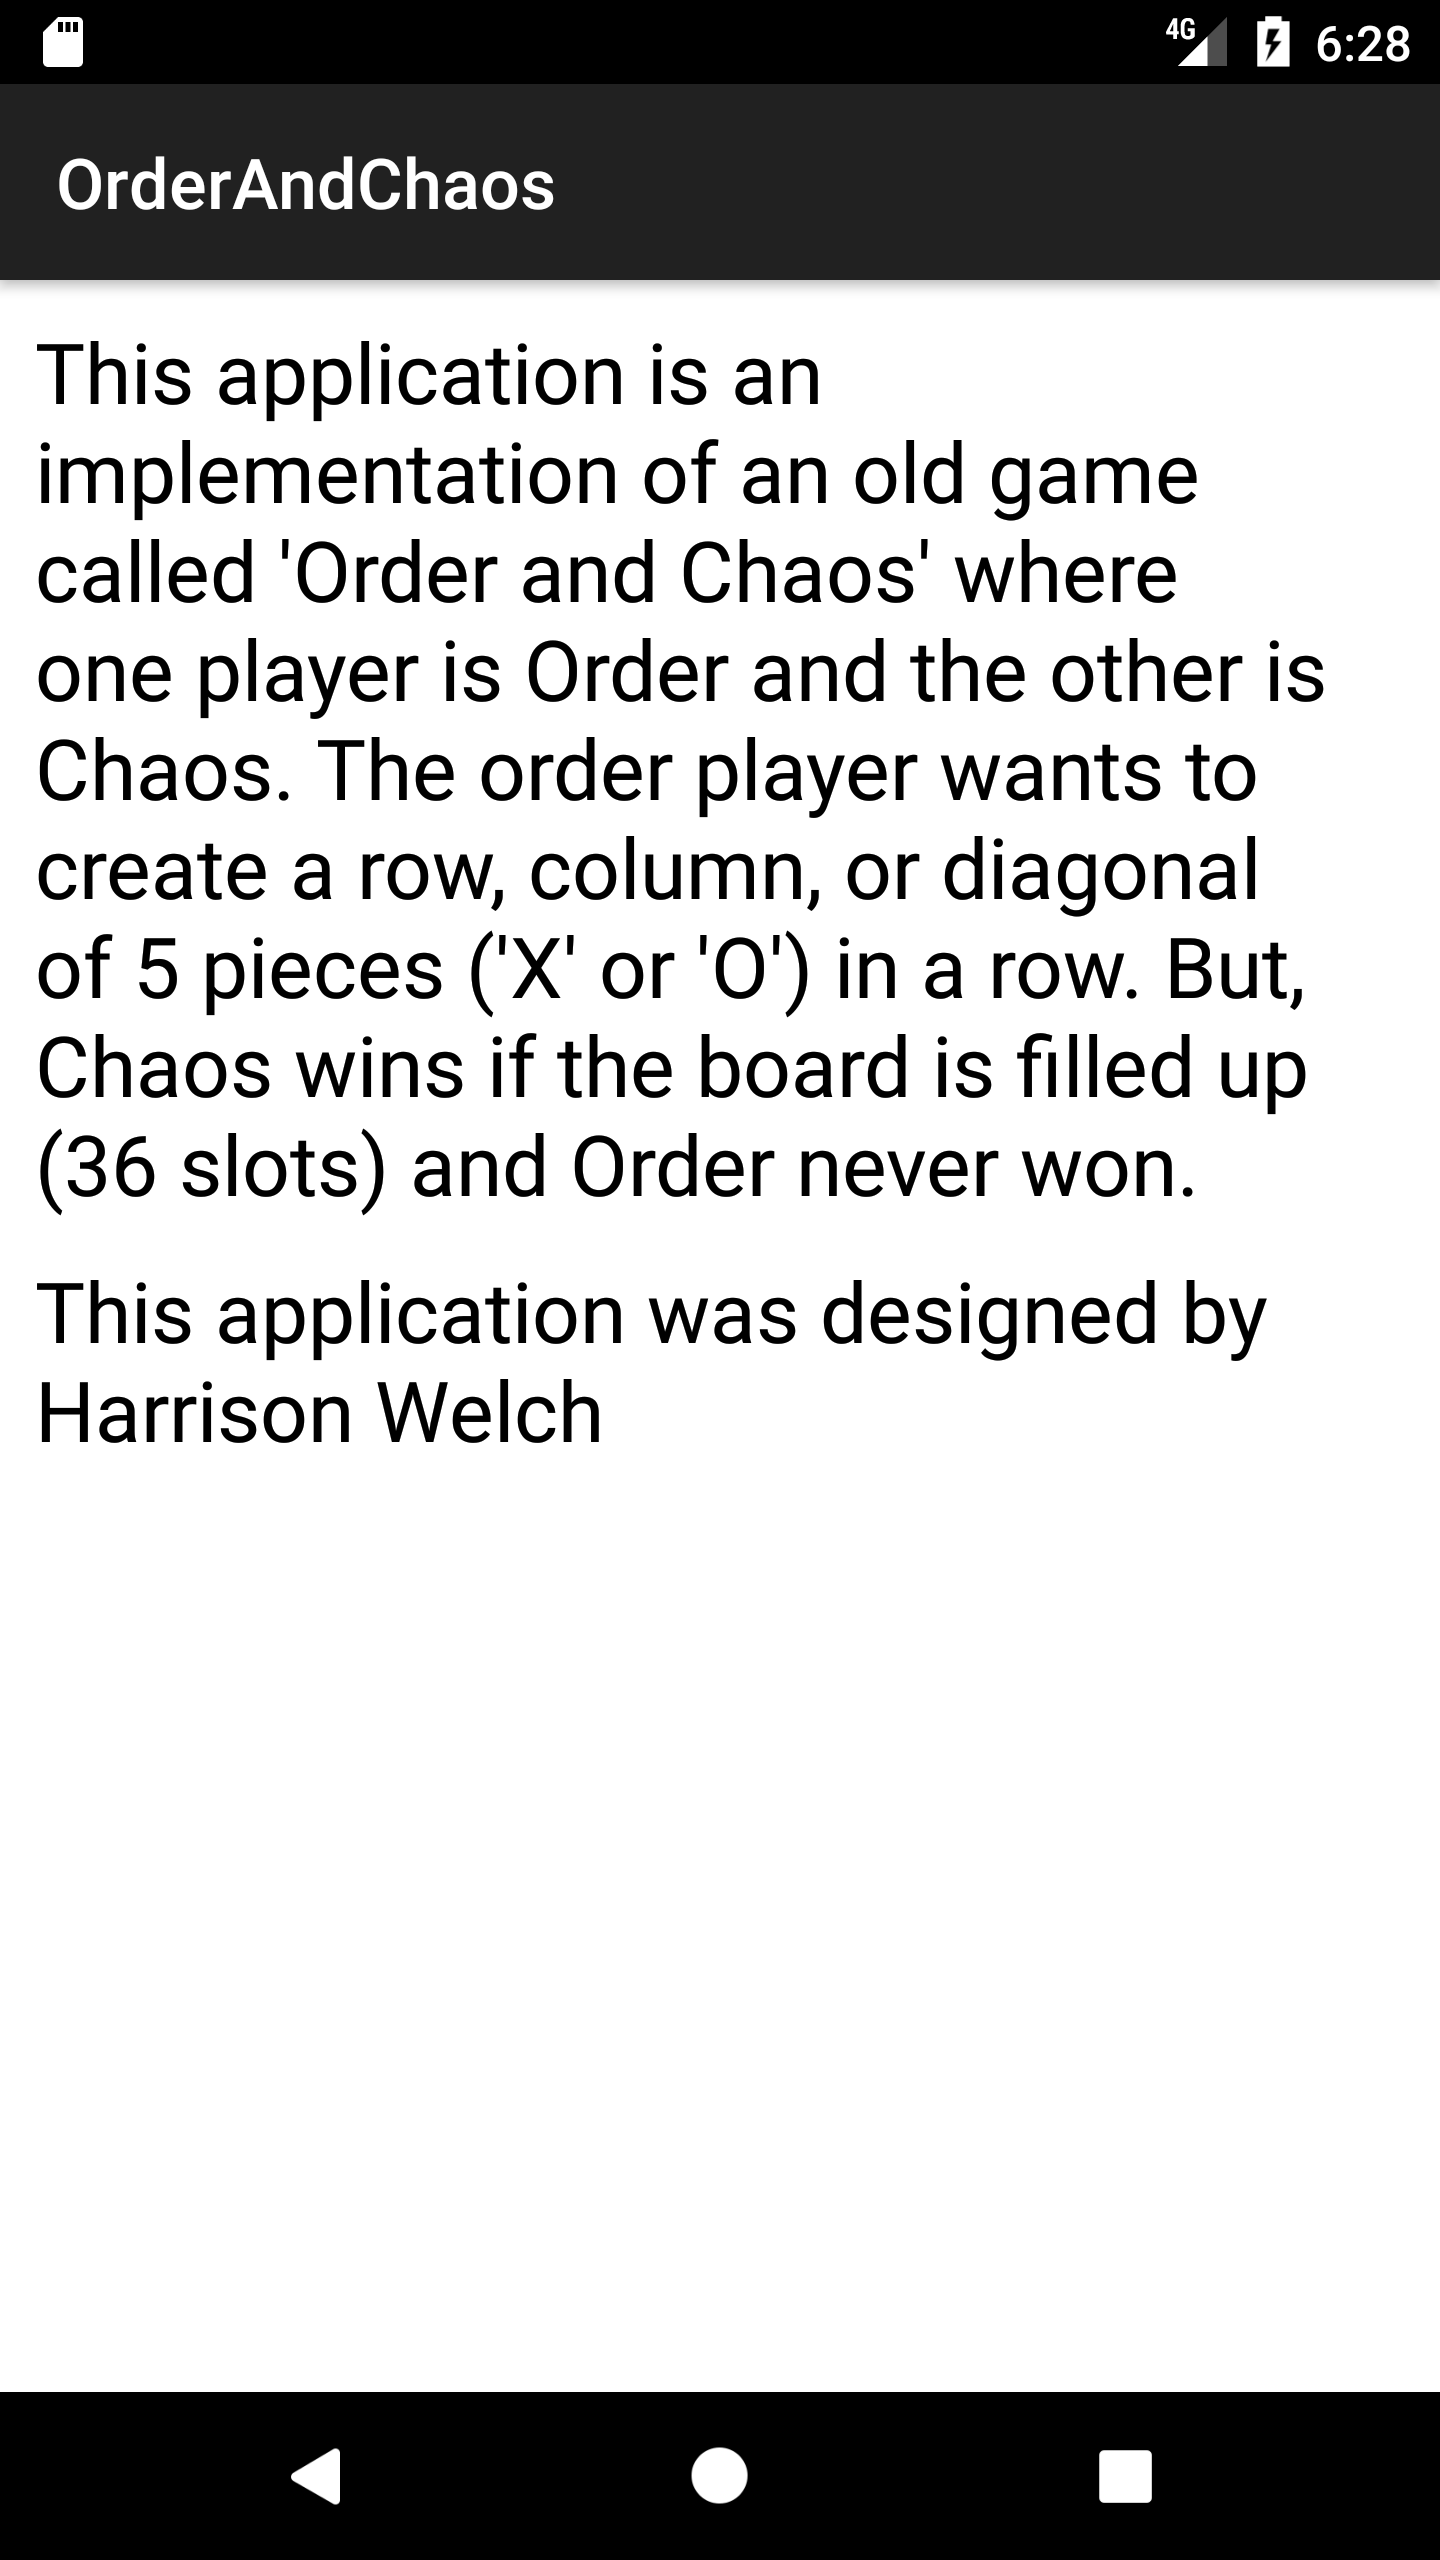 4G 6:28
OrderAndChaos
This application is an
implementation of an old game
called 'Order and Chaos' where
one player is Order and the other is
Chaos. The order player wants to
create a row, column, or diagonal
of 5 pieces ('X' or 'O') in a row. But,
Chaos wins if the board is filled up
(36 slots) and Order never won.
This application was designed by
Harrison Welch